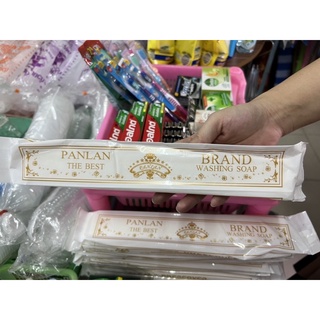 PANLAN
THE BEST
BRAND
WASHING SOAP
PANLAN
THE BEST
BRAND
WASHING SOAP